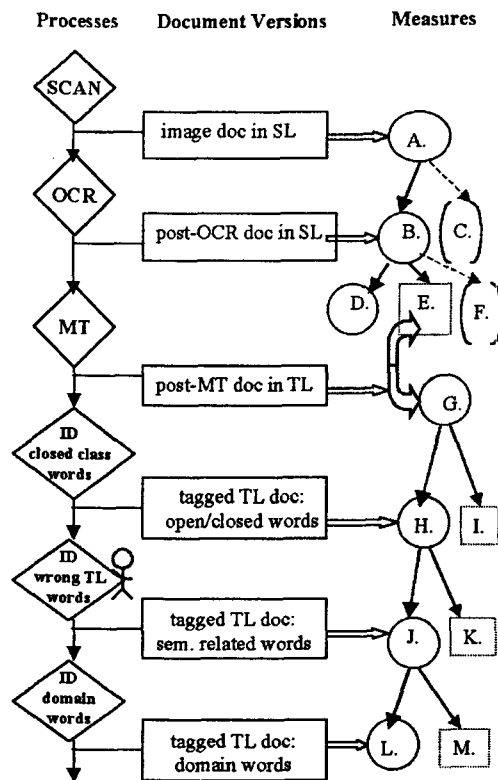 Processes Document Versions Measures
SCAN
image doc in SL
A.
OCR
post-OCR doc in SL
B.
C.
D.
E.
F.
MT
post-MT doc in TL
G.
ID
closed class
words
tagged TL doc:
open/closed words
H.
I.
ID
wrong TL
words
tagged TL doc:
sem. related words
J.
K.
ID
domain
words
tagged TL doc:
domain words
L.
M.